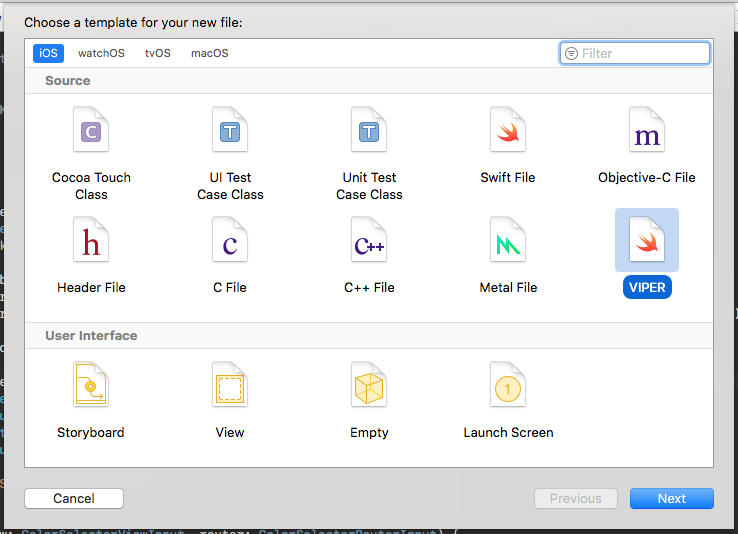 Choose a template for your new file:
iOS watchOS tvOS macOS Filter
Source
C T T m
Cocoa Touch Class
UI Test Case Class
Unit Test Case Class
Swift File
Objective-C File
h c C++
Header File
C File
C++ File
Metal File
VIPER
User Interface
1
Storyboard
View
Empty
Launch Screen
Cancel Previous Next